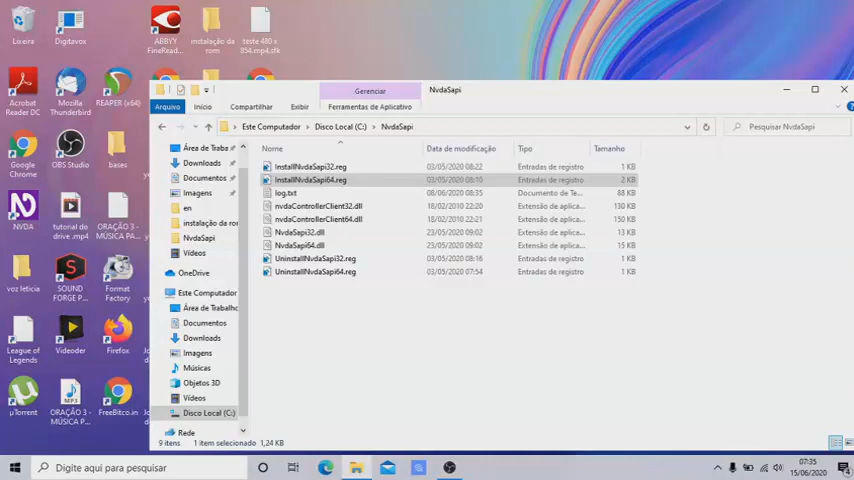 Lixeira
Digitavox
ABBYY
FineRead...
instalação da
rom
teste 480 x
854.mp4.sfk
Acrobat
Reader DC
Mozilla
Thunderbird
REAPER (x64)
Google
Chrome
OBS Studio
bases
NVDA
tutorial do
drive .mp4
ORAÇÃO 3 -
MÚSICA PA...
voz leticia
SOUND
FORGE P...
Format
Factory
League of
Legends
Videoder
Firefox
µTorrent
ORAÇÃO 3 -
MÚSICA PA...
FreeBitco.in
Gerenciar
NvdaSapi
Arquivo
Início
Compartilhar
Exibir
Ferramentas de Aplicativo
Este Computador
Disco Local (C:)
NvdaSapi
Pesquisar NvdaSapi
Área de Traba
Downloads
Documentos
Imagens
en
instalação da ror
NvdaSapi
Vídeos
OneDrive
Este Computador
Área de Trabalho
Documentos
Downloads
Imagens
Músicas
Objetos 3D
Vídeos
Disco Local (C:)
Rede
Nome Data de modificação Tipo Tamanho
InstallNvdaSapi32.reg 03/05/2020 08:22 Entradas de registro 1 KB
InstallNvdaSapi64.reg 03/05/2020 08:10 Entradas de registro 2 KB
log.txt 08/06/2020 08:35 Documento de Te... 88 KB
nvdaControllerClient32.dll 18/02/2010 22:20 Extensão de aplica... 130 KB
nvdaControllerClient64.dll 18/02/2010 22:21 Extensão de aplica... 150 KB
NvdaSapi32.dll 23/05/2020 09:02 Extensão de aplica... 13 KB
NvdaSapi64.dll 23/05/2020 09:02 Extensão de aplica... 15 KB
UninstallNvdaSapi32.reg 03/05/2020 08:16 Entradas de registro 1 KB
UninstallNvdaSapi64.reg 03/05/2020 07:54 Entradas de registro 1 KB
9 itens 1 item selecionado 1,24 KB
Digite aqui para pesquisar
07:35
15/06/2020
4